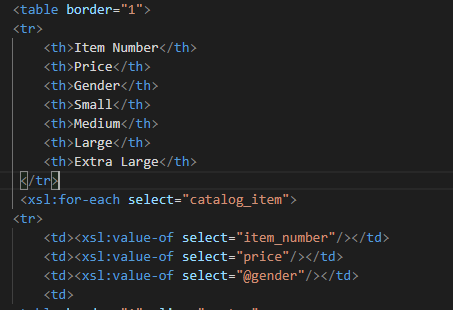 <table border="1">
<tr>
<th>Item Number</th>
<th>Price</th>
<th>Gender</th>
<th>Small</th>
<th>Medium</th>
<th>Large</th>
<th>Extra Large</th>
</tr>
<xsl:for-each select="catalog_item">
<tr>
<td><xsl:value-of select="item_number"/></td>
<td><xsl:value-of select="price"/></td>
<td><xsl:value-of select="@gender"/></td>
<td>